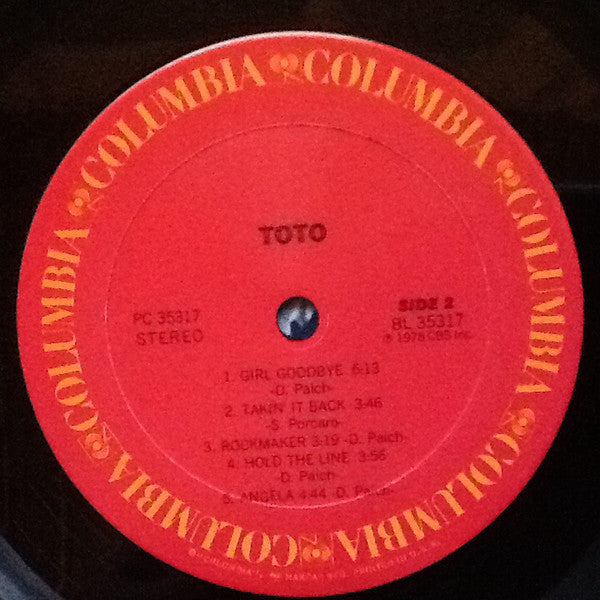 COLUMBIA COLUMBIA COLUMBIA COLUMBIA COLUMBIA COLUMBIA COLUMBIA COLUMBIA
TOTO
PC 35317
STEREO
SIDE 2
BL 35317
℗ 1978 CBS Inc.
1. GIRL GOODBYE 6:13
-D. Paich-
2. TAKIN' IT BACK 3:46
-S. Porcaro-
3. ROCKMAKER 3:19 -D. Paich-
4. HOLD THE LINE 3:56
-D. Paich-
5. ANGELA 4:44 -D. Paich-